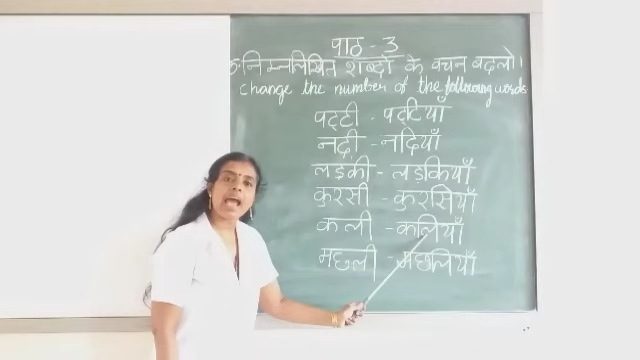 पाठ - 3
निम्नलिखित शब्दों के वचन बदलो।
Change the number of the following words
पट्टी - पट्टियाँ
नदी - नदियाँ
लड़की - लड़कियाँ
कुरसी - कुरसियाँ
कली - कलियाँ
मछली - मछलियाँ